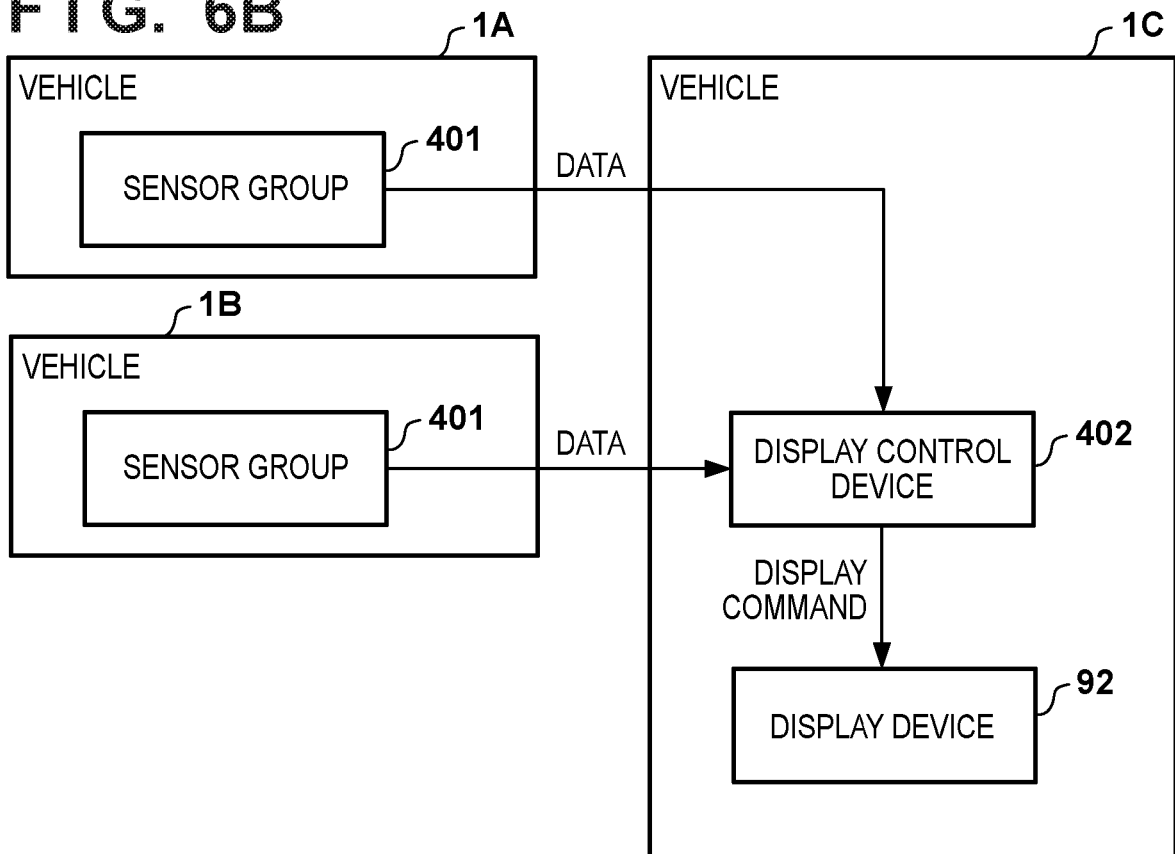 FIG. 6B
1A
VEHICLE
401
SENSOR GROUP
DATA
1B
VEHICLE
401
SENSOR GROUP
DATA
1C
VEHICLE
402
DISPLAY CONTROL
DEVICE
DISPLAY
COMMAND
92
DISPLAY DEVICE